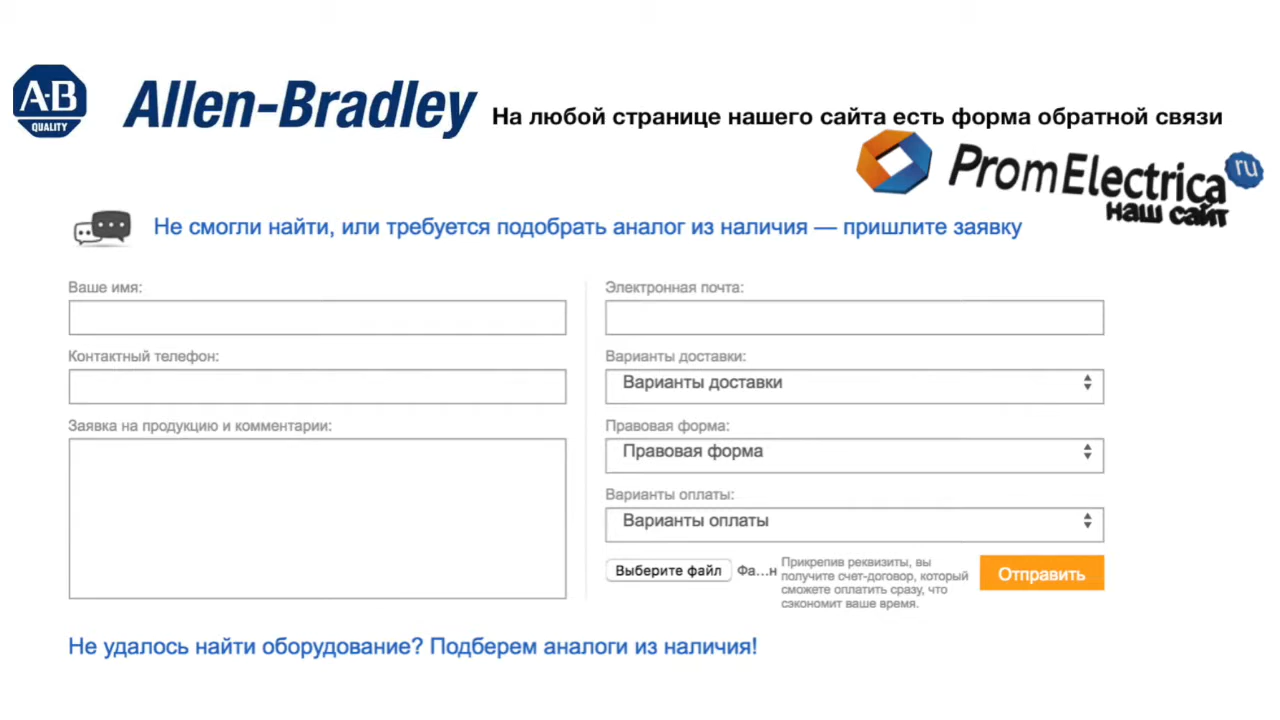 A-B
QUALITY
Allen-Bradley
На любой странице нашего сайта есть форма обратной связи
PromElectrica ru
наш сайт
Не смогли найти, или требуется подобрать аналог из наличия — пришлите заявку
Ваше имя:
Электронная почта:
Контактный телефон:
Варианты доставки:
Варианты доставки
Заявка на продукцию и комментарии:
Правовая форма:
Правовая форма
Варианты оплаты:
Варианты оплаты
Выберите файл Фа...н
Прикрепив реквизиты, вы
получите счет-договор, который
сможете оплатить сразу, что
сэкономит ваше время.
Отправить
Не удалось найти оборудование? Подберем аналоги из наличия!